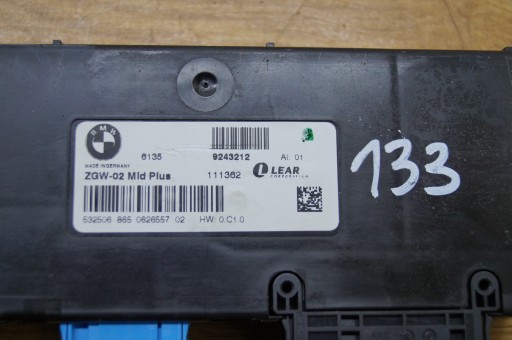 BMW
6135 9243212 AI: 01
MADE IN GERMANY
ZGW-02 Mid Plus 111362 LEAR
CORPORATION
532506 865 0626557 02 HW: 0.C1.0
133